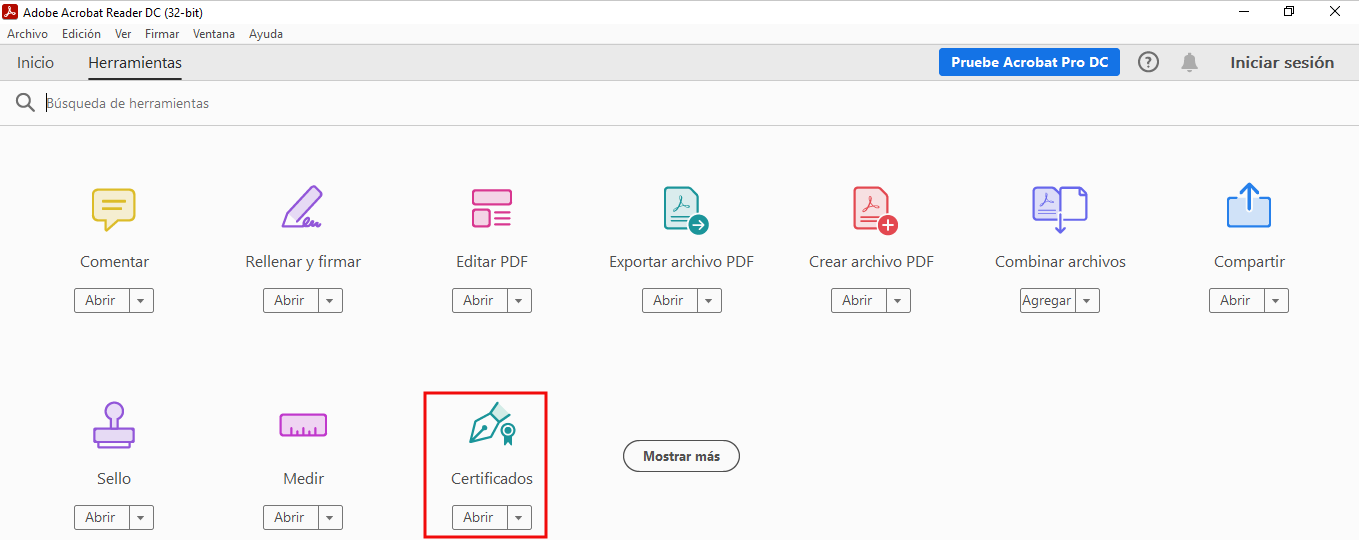 Adobe Acrobat Reader DC (32-bit)
Archivo Edición Ver Firmar Ventana Ayuda
Inicio Herramientas Pruebe Acrobat Pro DC ? Iniciar sesión
Búsqueda de herramientas
Comentar Rellenar y firmar Editar PDF Exportar archivo PDF Crear archivo PDF Combinar archivos Compartir
Abrir Abrir Abrir Abrir Abrir Agregar Abrir
Mostrar más
Sello Medir Certificados
Abrir Abrir Abrir